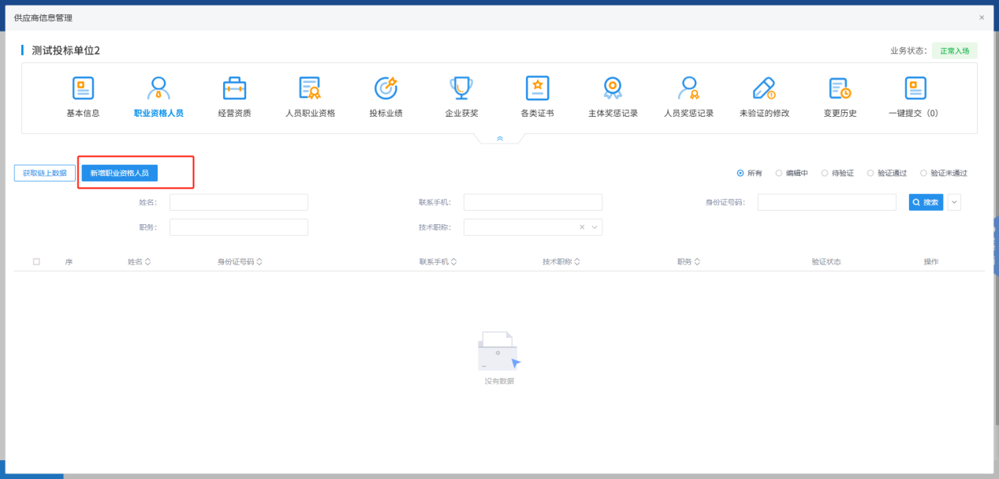 供应商信息管理
×
测试投标单位2
业务状态： 正常入场
基本信息 职业资格人员 经营资质 人员职业资格 投标业绩 企业获奖 各类证书 主体奖惩记录 人员奖惩记录 未验证的修改 变更历史 一键提交（0）
获取链上数据 新增职业资格人员 所有 编辑中 待验证 验证通过 验证未通过
姓名： 联系手机： 身份证号码： 搜索
职务： 技术职称：
序 姓名 身份证号码 联系手机 技术职称 职务 验证状态 操作
没有数据